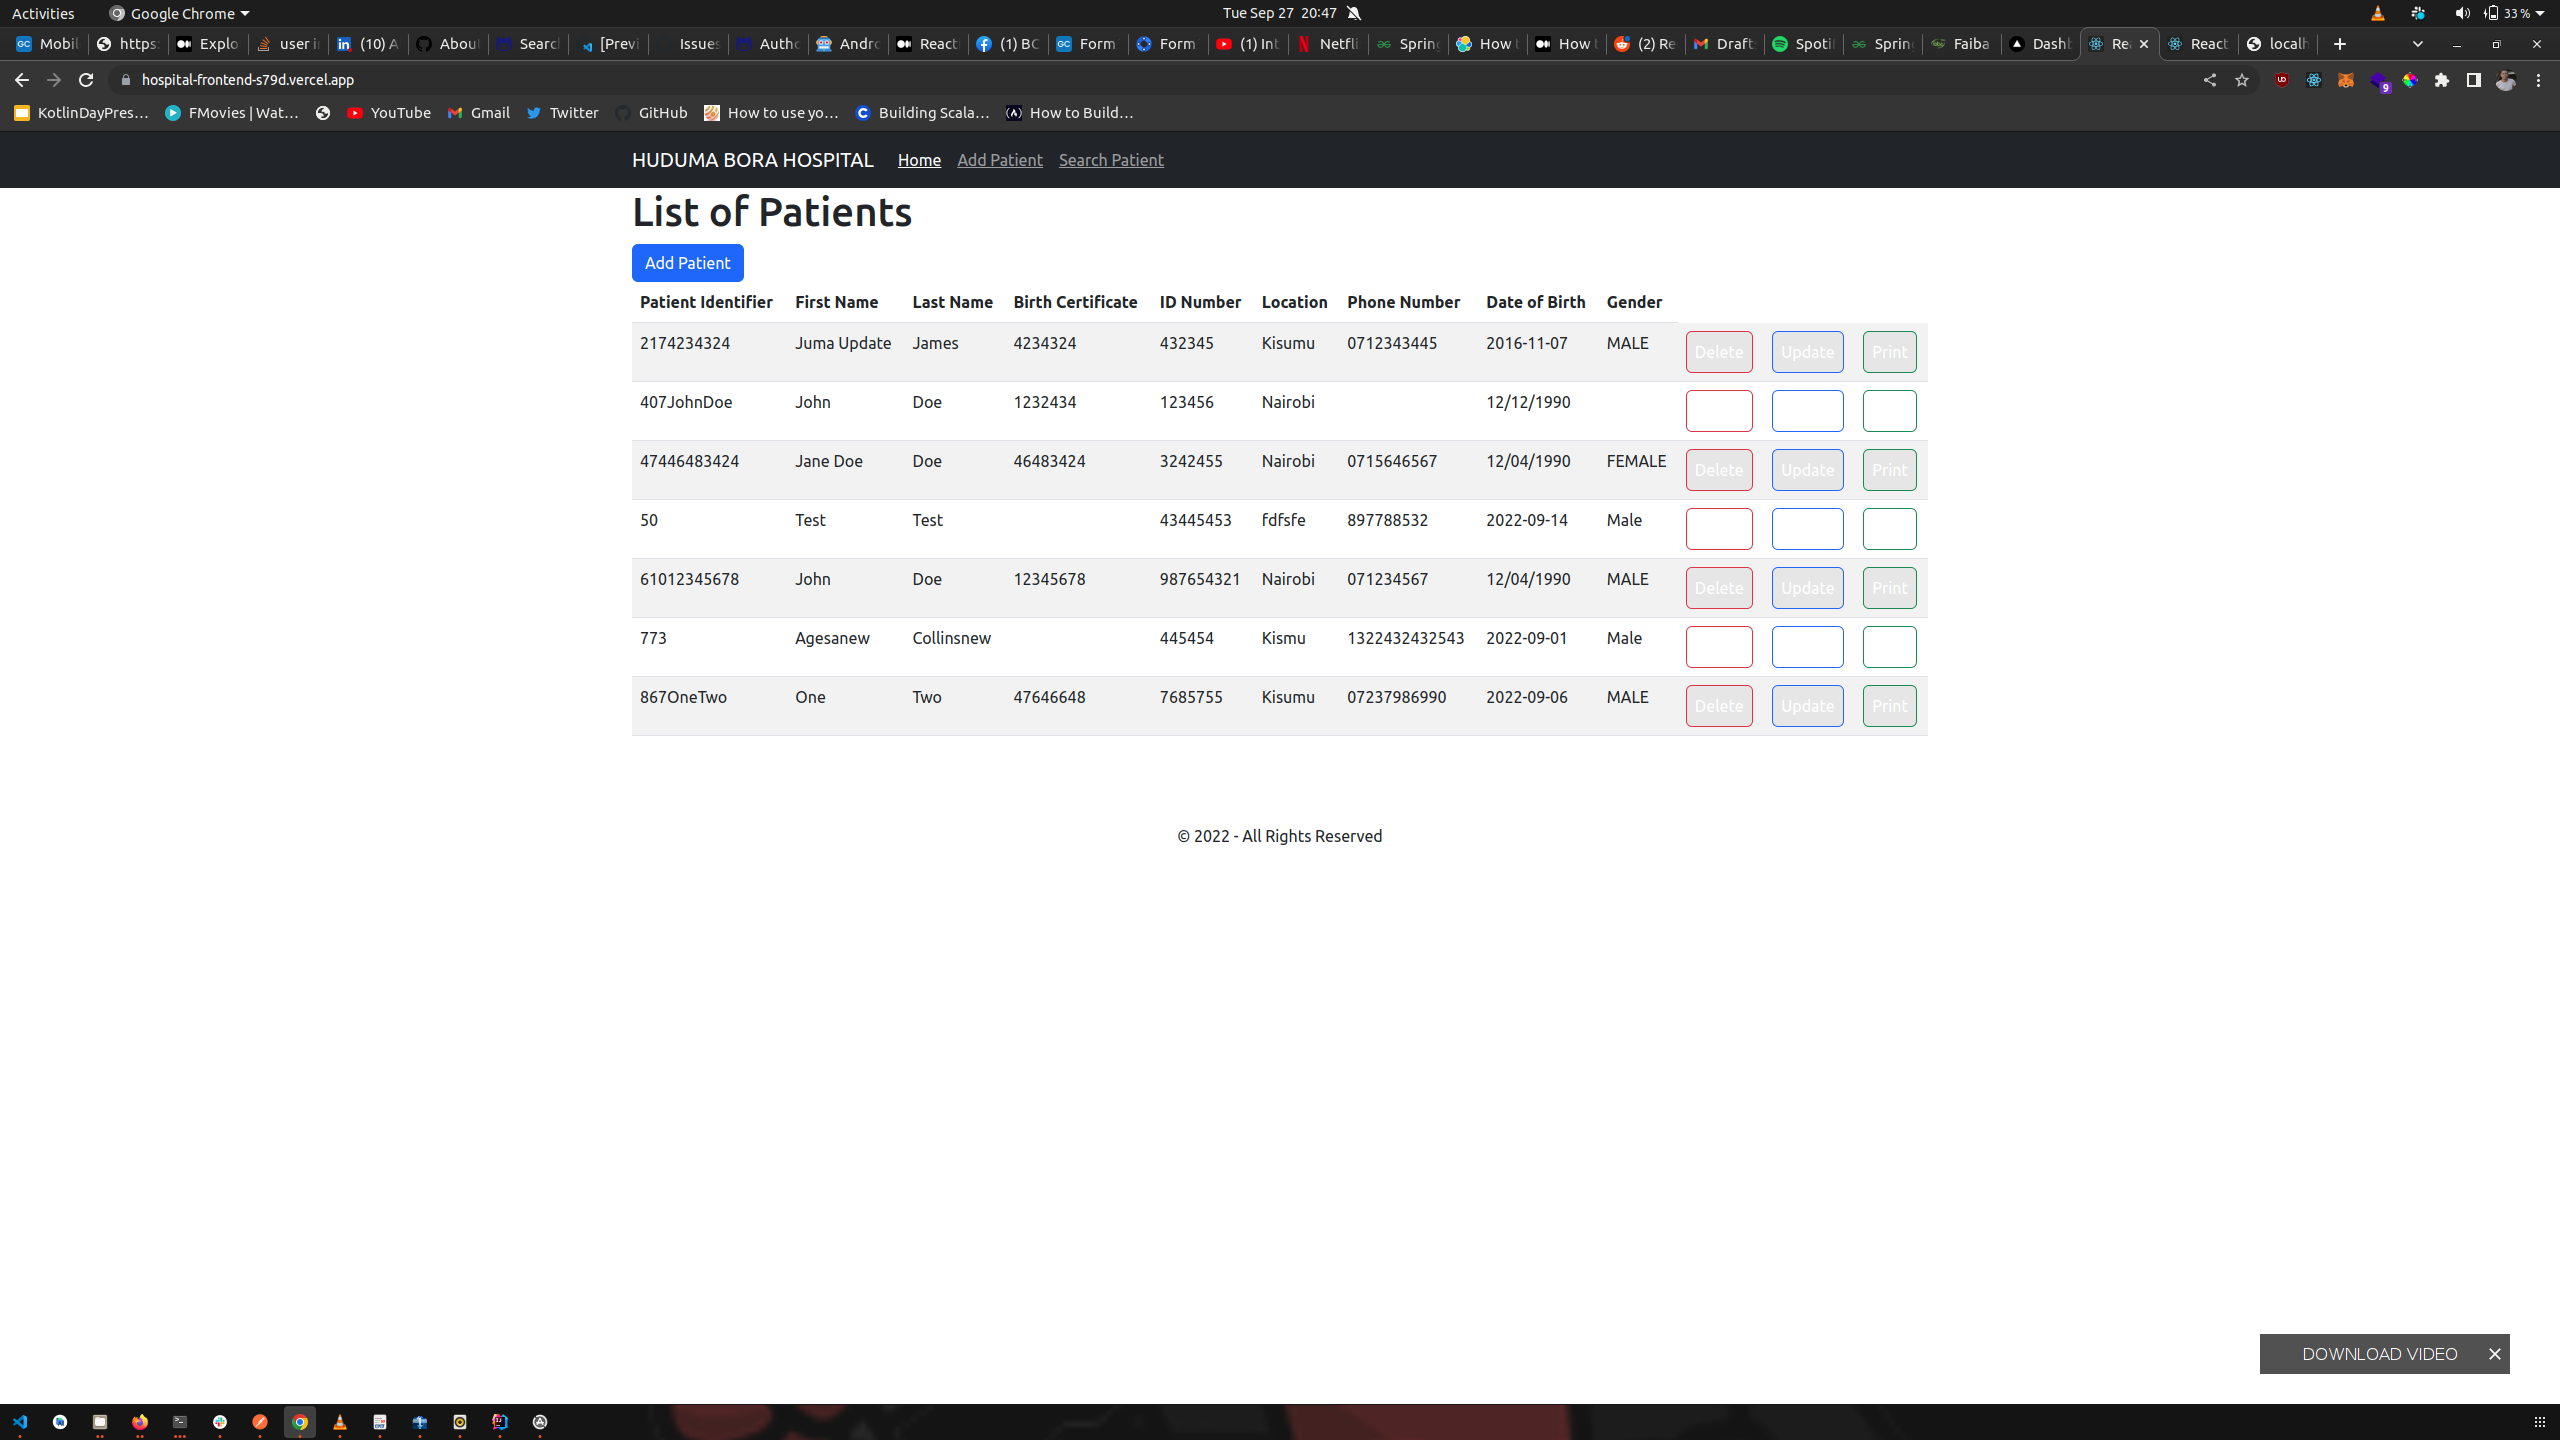 Activities Google Chrome Tue Sep 27 20:47 33 %
Mobil https: Explo user i (10) A About Search [Previ Issues Autho Andro React (1) BC Form Form (1) Int Netfli Spring How t How t (2) Re Drafts Spotif Spring Faiba Dashb Rea React localh
hospital-frontend-s79d.vercel.app 9
KotlinDayPres… FMovies | Wat… YouTube Gmail Twitter GitHub How to use yo… Building Scala… How to Build…
HUDUMA BORA HOSPITAL Home Add Patient Search Patient
List of Patients
Add Patient
Patient Identifier First Name Last Name Birth Certificate ID Number Location Phone Number Date of Birth Gender
2174234324 Juma Update James 4234324 432345 Kisumu 0712343445 2016-11-07 MALE Delete Update Print
407JohnDoe John Doe 1232434 123456 Nairobi 12/12/1990
47446483424 Jane Doe Doe 46483424 3242455 Nairobi 0715646567 12/04/1990 FEMALE Delete Update Print
50 Test Test 43445453 fdfsfe 897788532 2022-09-14 Male
61012345678 John Doe 12345678 987654321 Nairobi 071234567 12/04/1990 MALE Delete Update Print
773 Agesanew Collinsnew 445454 Kismu 1322432432543 2022-09-01 Male
867OneTwo One Two 47646648 7685755 Kisumu 07237986990 2022-09-06 MALE Delete Update Print
© 2022 - All Rights Reserved
DOWNLOAD VIDEO